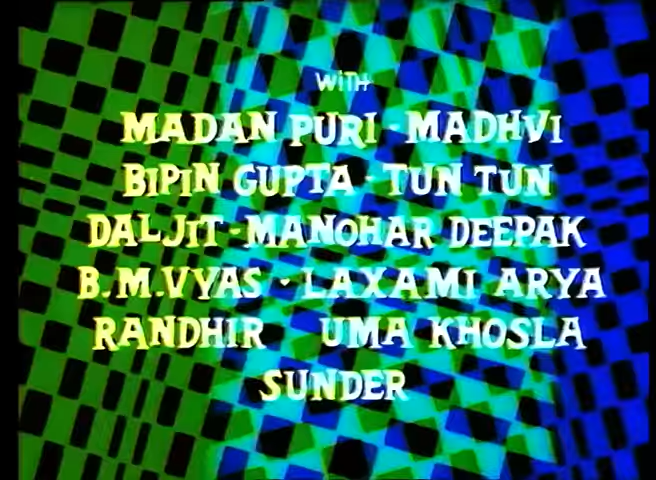 WiTH
MADAN PURI - MADHVI
BIPIN GUPTA - TUN TUN
DALJIT - MANOHAR DEEPAK
B.M.VYAS - LAXAMI ARYA
RANDHIR UMA KHOSLA
SUNDER